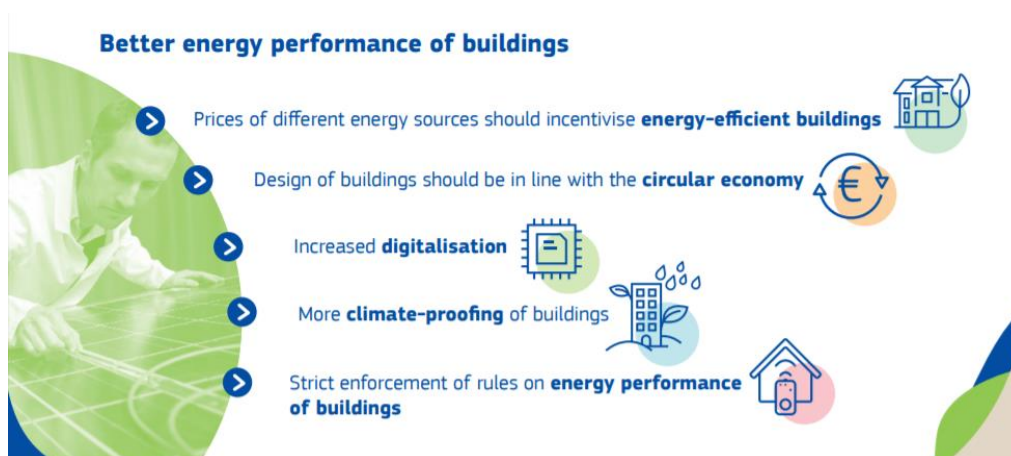 Better energy performance of buildings
Prices of different energy sources should incentivise energy-efficient buildings
Design of buildings should be in line with the circular economy
€
Increased digitalisation
More climate-proofing of buildings
Strict enforcement of rules on energy performance
of buildings